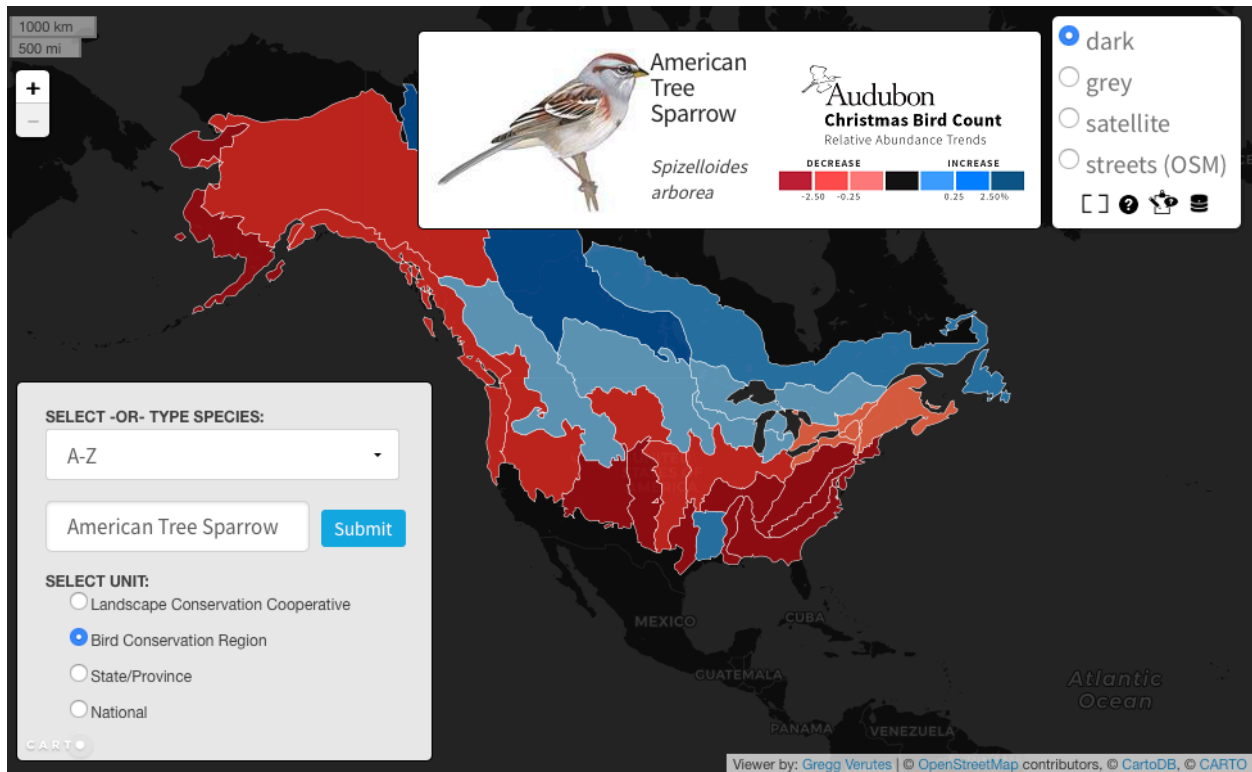 1000 km
500 mi
+
−
American
Tree
Sparrow
Spizelloides
arborea
Audubon
Christmas Bird Count
Relative Abundance Trends
DECREASE INCREASE
-2.50 -0.25 0.25 2.50%
dark
grey
satellite
streets (OSM)
SELECT -OR- TYPE SPECIES:
A-Z
American Tree Sparrow
Submit
SELECT UNIT:
Landscape Conservation Cooperative
Bird Conservation Region
State/Province
National
CARTO
MEXICO
CUBA
GUATEMALA
PANAMA
VENEZUELA
Atlantic
Ocean
Viewer by: Gregg Verutes | © OpenStreetMap contributors, © CartoDB, © CARTO